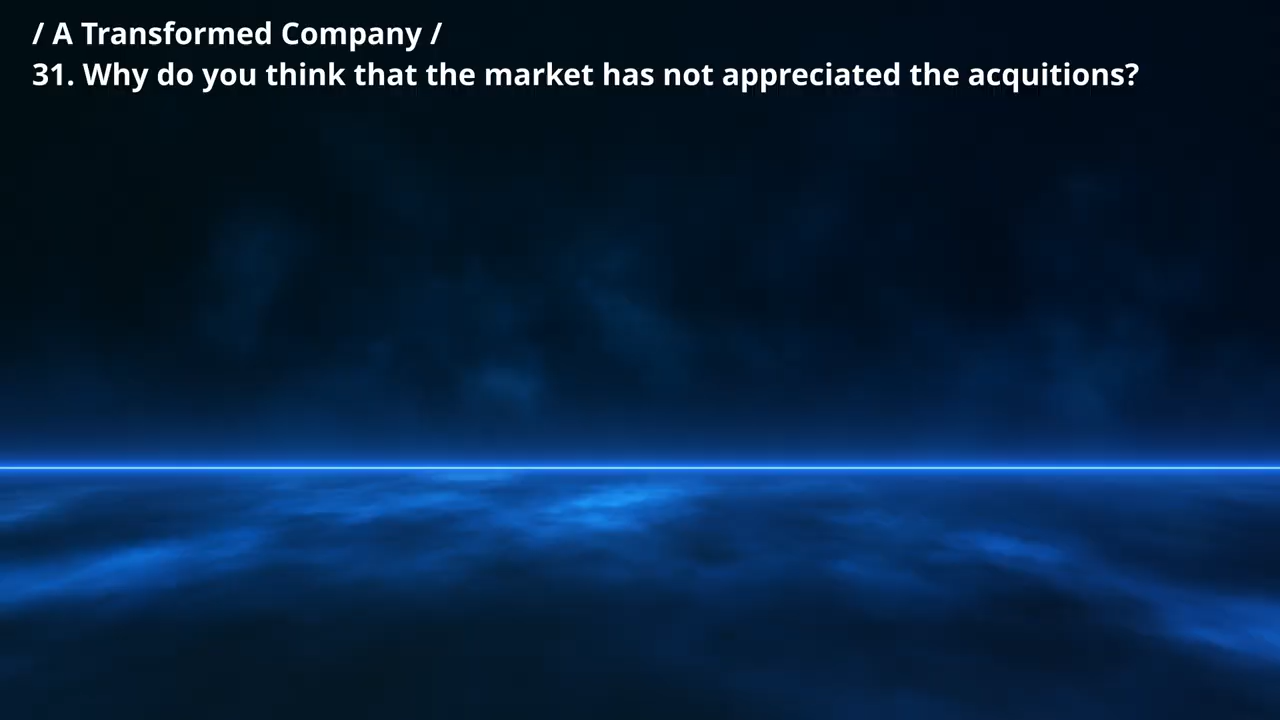 / A Transformed Company /
31. Why do you think that the market has not appreciated the acquitions?